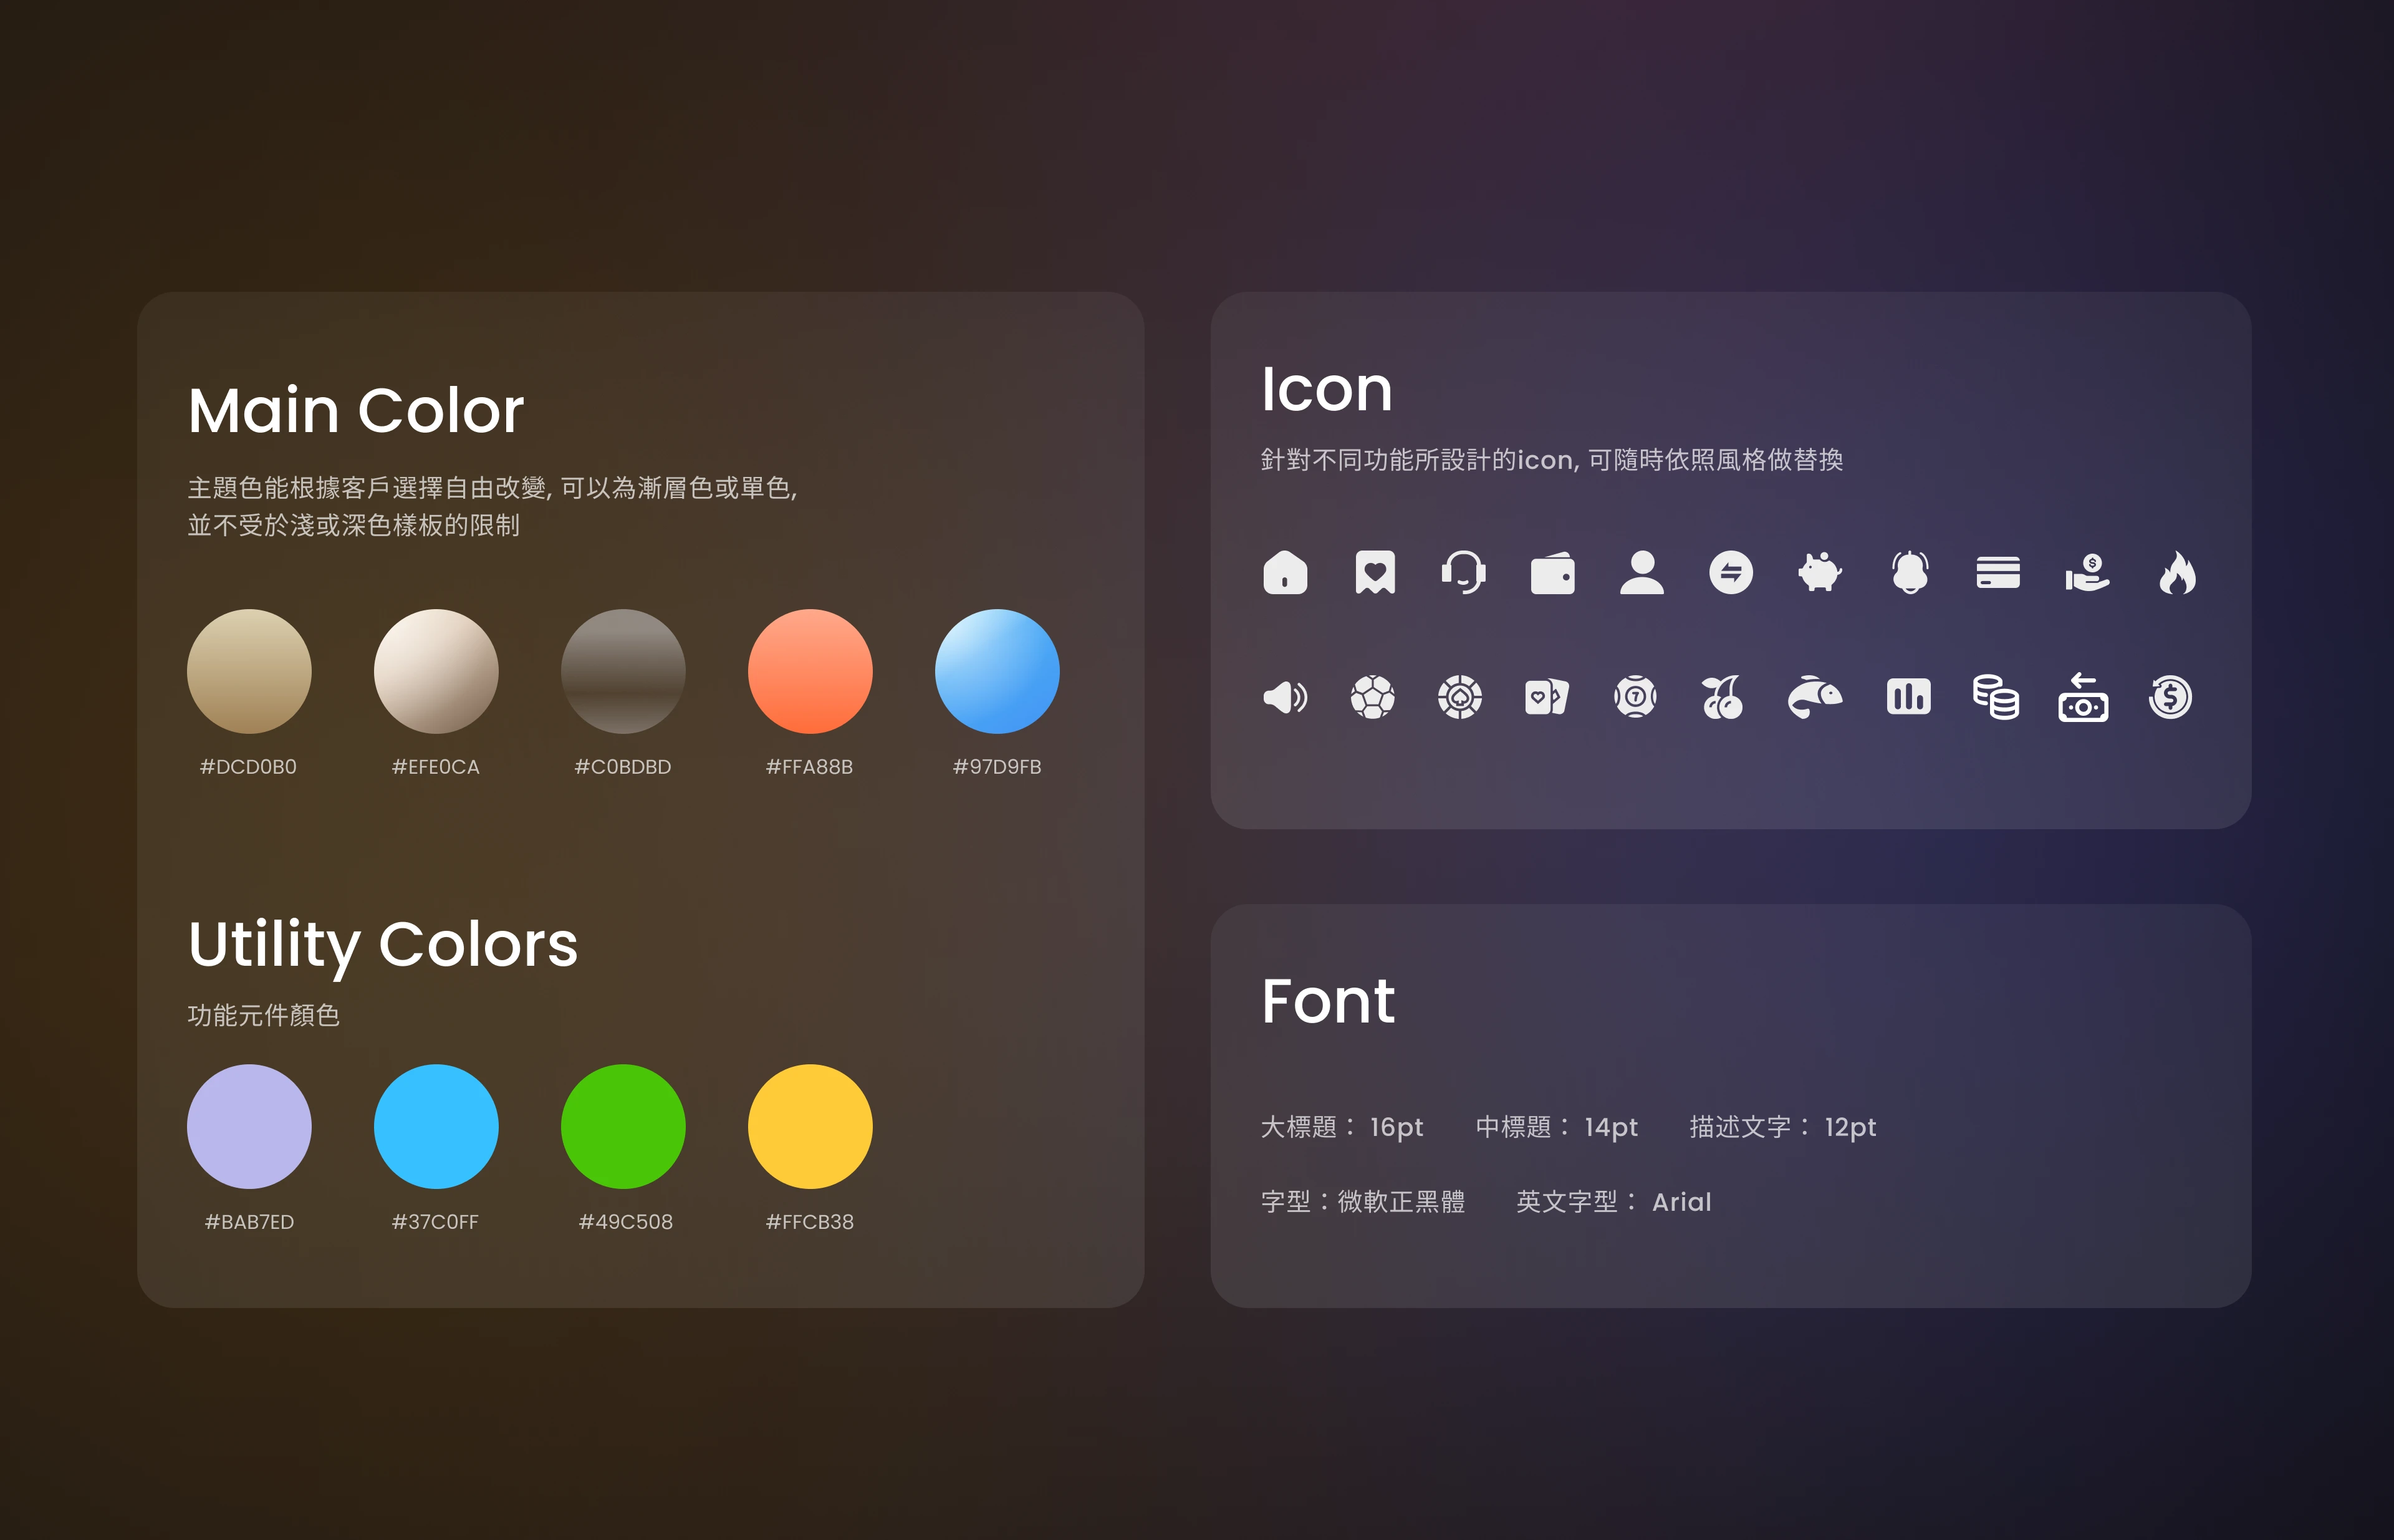 Main Color
主題色能根據客戶選擇自由改變, 可以為漸層色或單色,
並不受於淺或深色樣板的限制
#DCD0B0 #EFE0CA #C0BDBD #FFA88B #97D9FB
Utility Colors
功能元件顏色
#BAB7ED #37C0FF #49C508 #FFCB38
Icon
針對不同功能所設計的icon, 可隨時依照風格做替換
Font
大標題： 16pt 中標題： 14pt 描述文字： 12pt
字型：微軟正黑體 英文字型： Arial